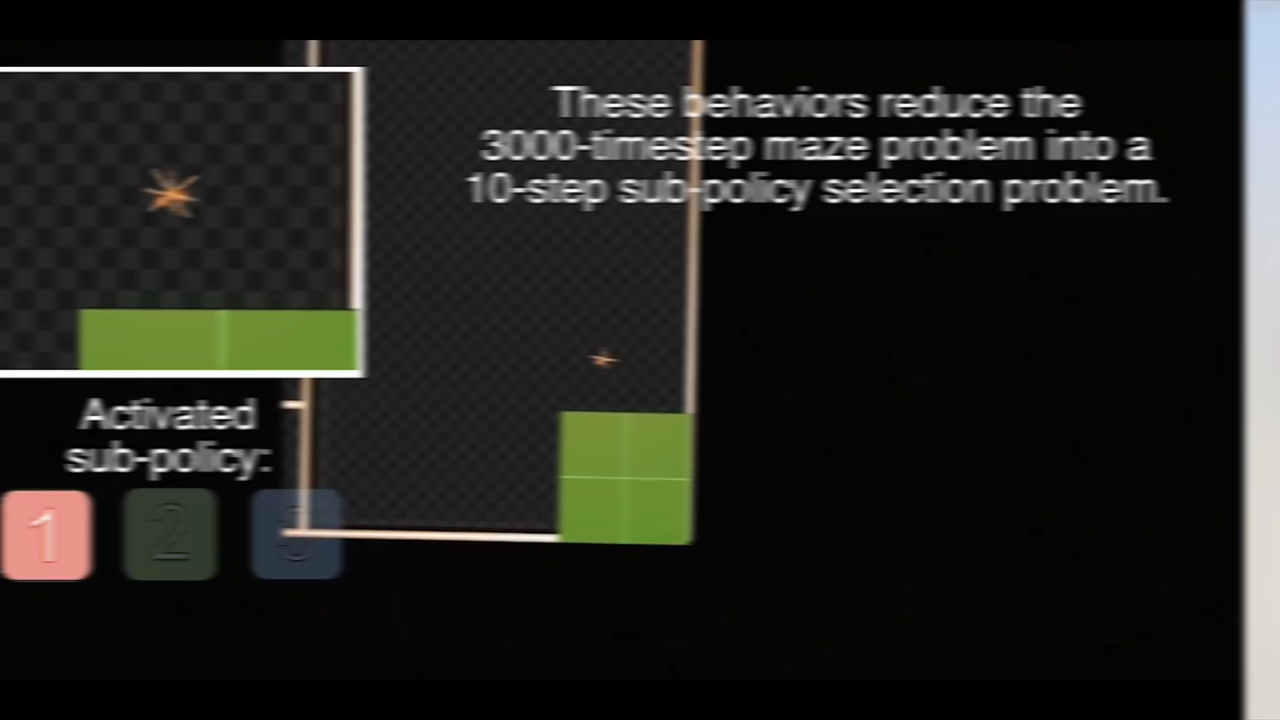 These behaviors reduce the
3000-timestep maze problem into a
10-step sub-policy selection problem.
Activated
sub-policy:
1 2 3